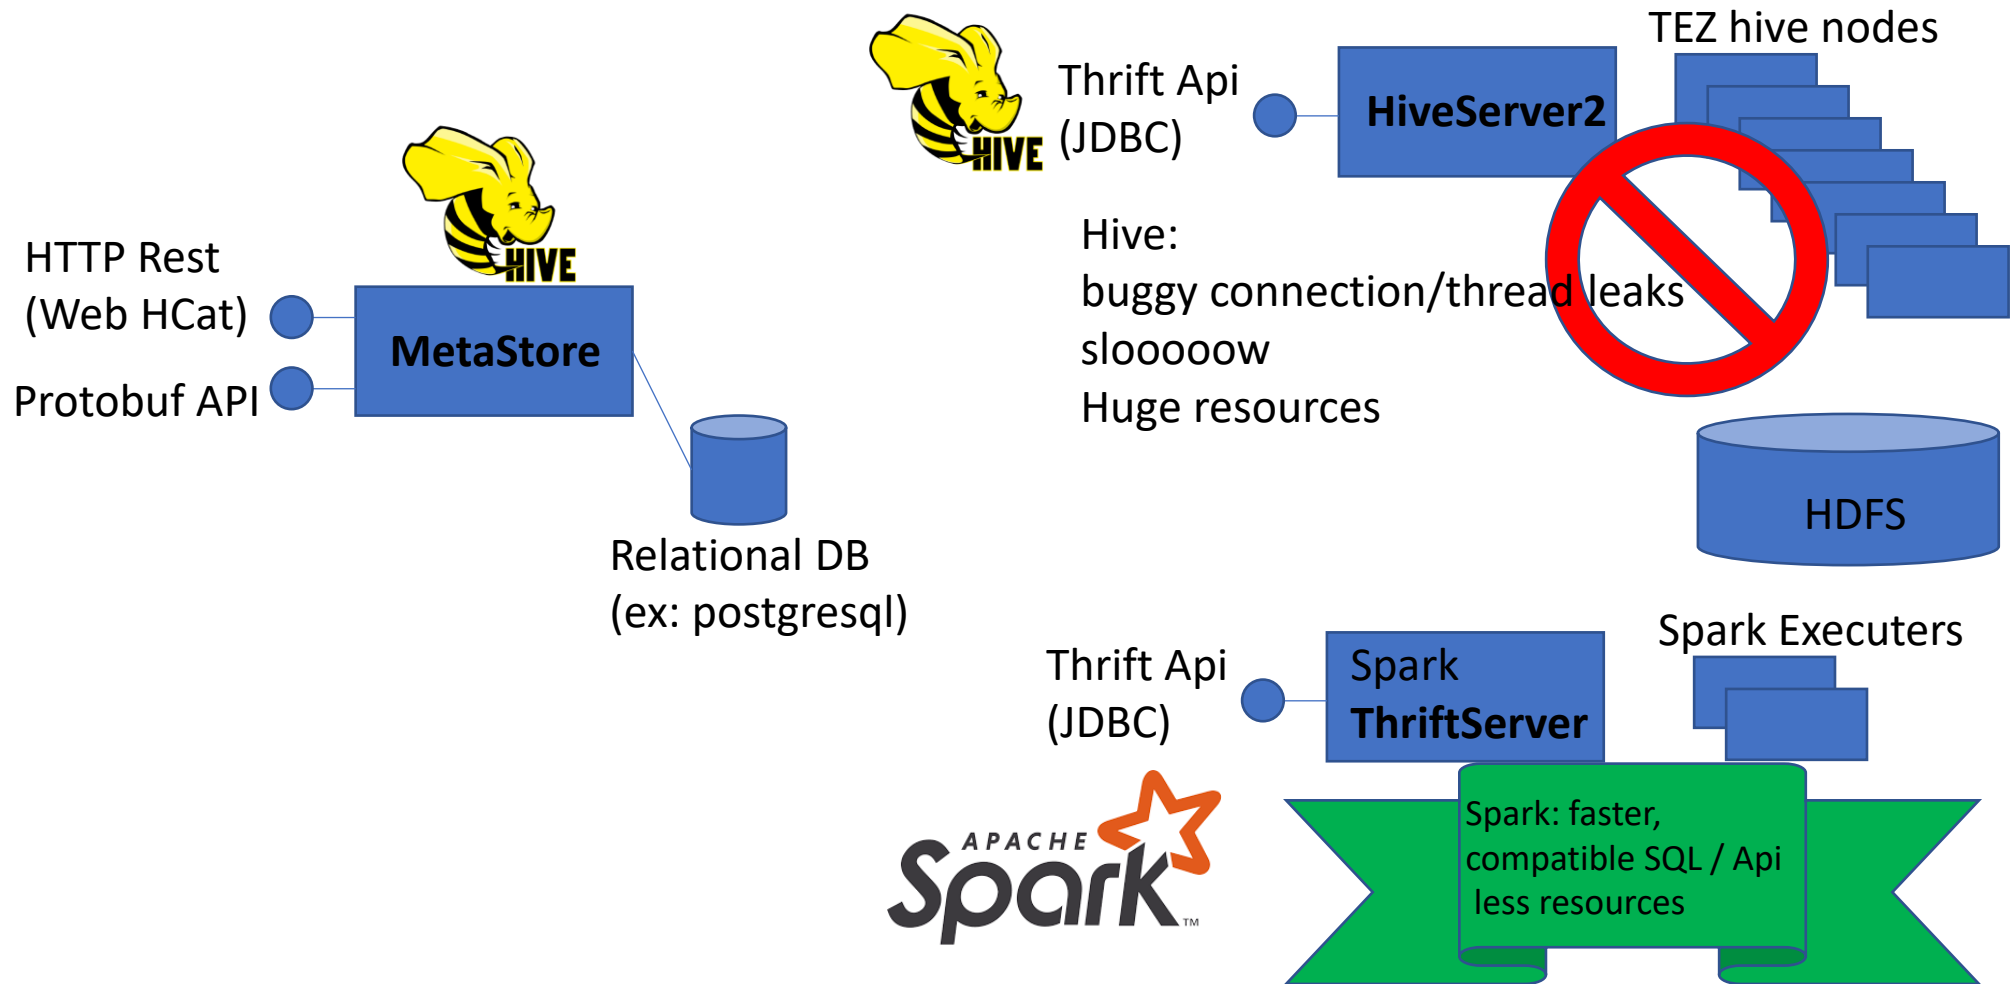 TEZ hive nodes
Thrift Api
(JDBC)
HiveServer2
HIVE
HIVE
HTTP Rest
(Web HCat)
MetaStore
Protobuf API
Hive:
buggy connection/thread leaks
slooooow
Huge resources
HDFS
Relational DB
(ex: postgresql)
Spark Executers
Thrift Api
(JDBC)
Spark
ThriftServer
APACHE
Spark
TM
Spark: faster,
compatible SQL / Api
less resources